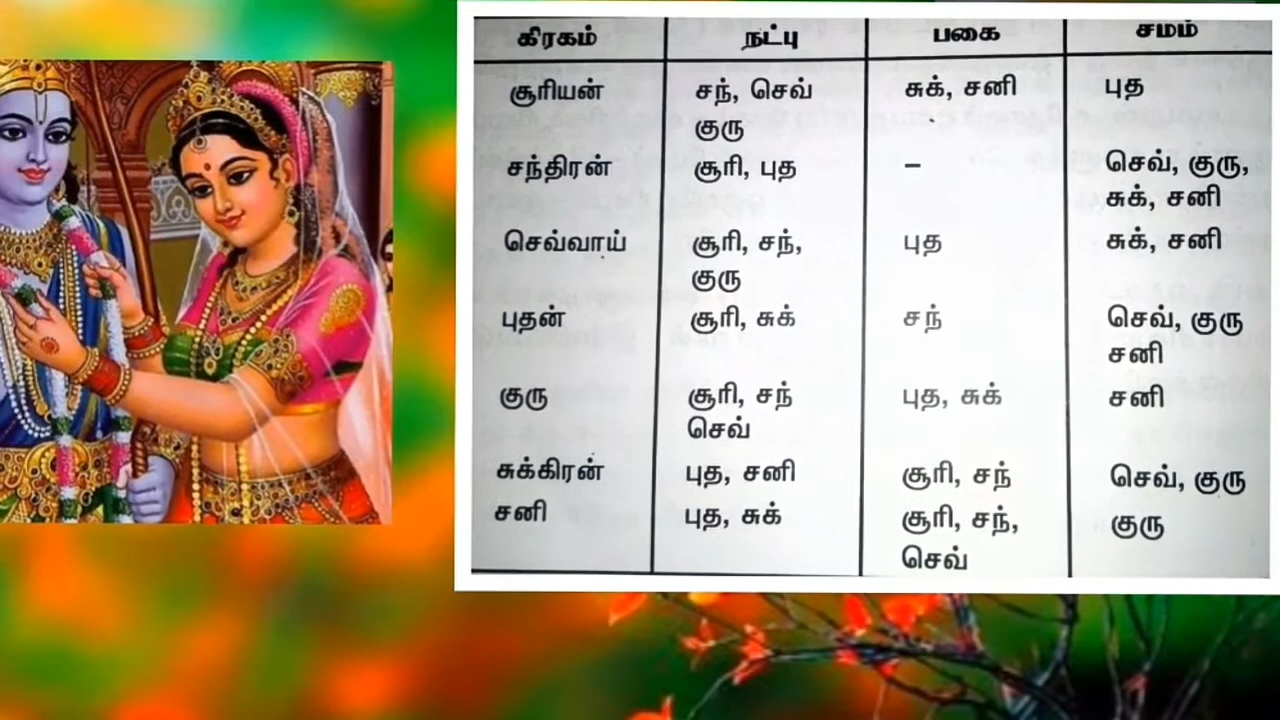 கிரகம் நட்பு பகை சமம்
சூரியன் சந், செவ் சுக், சனி புத
குரு
சந்திரன் சூரி, புத – செவ், குரு,
சுக், சனி
செவ்வாய் சூரி, சந், புத சுக், சனி
குரு
புதன் சூரி, சுக் சந் செவ், குரு
சனி
குரு சூரி, சந் புத, சுக் சனி
செவ்
சுக்கிரன் புத, சனி சூரி, சந் செவ், குரு
சனி புத, சுக் சூரி, சந், குரு
செவ்